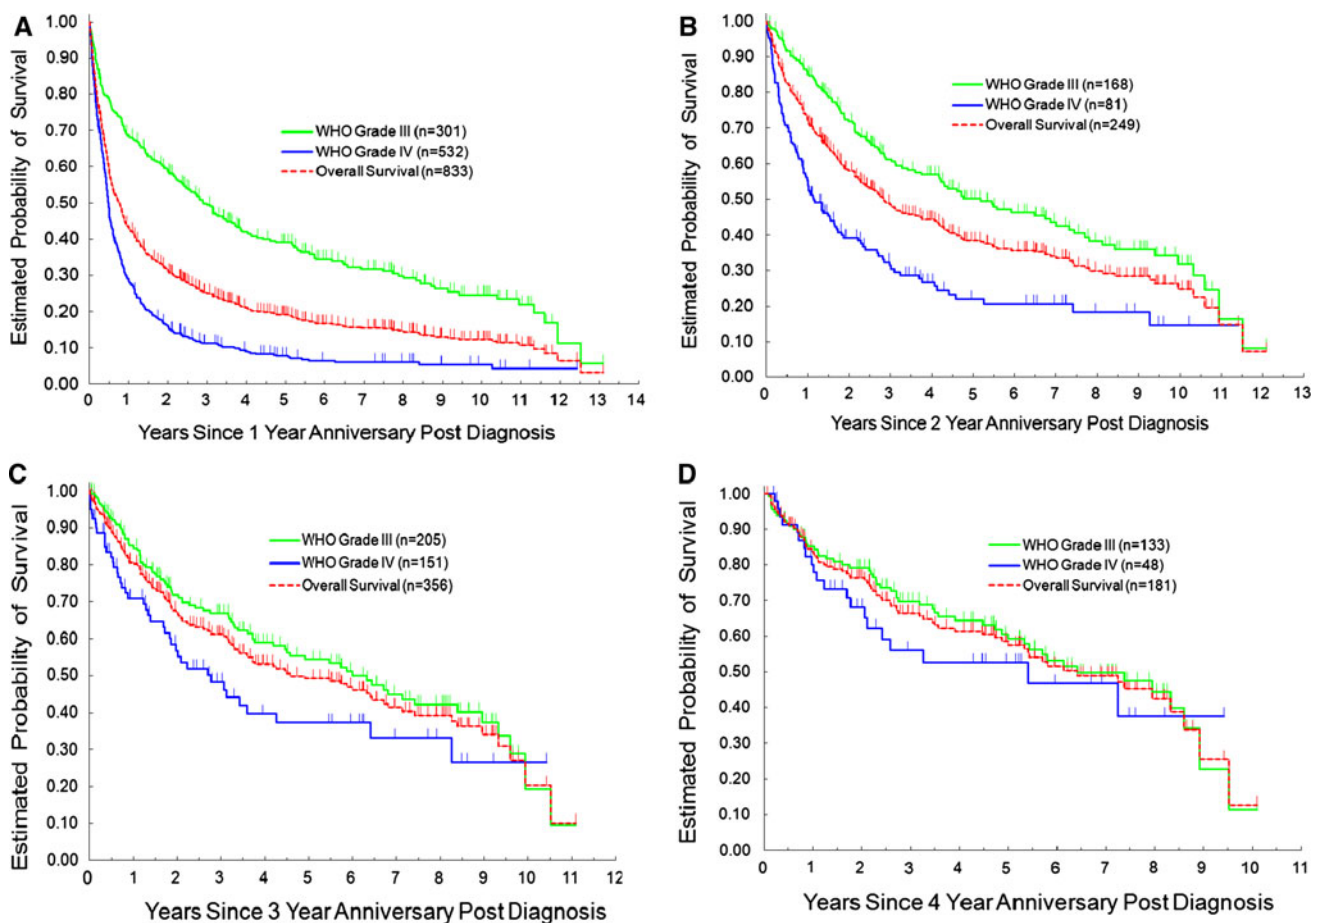 A
Estimated Probability of Survival
1.00
0.90
0.80
0.70
0.60
0.50
0.40
0.30
0.20
0.10
0.00
WHO Grade III (n=301)
WHO Grade IV (n=532)
Overall Survival (n=833)
0 1 2 3 4 5 6 7 8 9 10 11 12 13 14
Years Since 1 Year Anniversary Post Diagnosis
B
Estimated Probability of Survival
1.00
0.90
0.80
0.70
0.60
0.50
0.40
0.30
0.20
0.10
0.00
WHO Grade III (n=168)
WHO Grade IV (n=81)
Overall Survival (n=249)
0 1 2 3 4 5 6 7 8 9 10 11 12 13
Years Since 2 Year Anniversary Post Diagnosis
C
Estimated Probability of Survival
1.00
0.90
0.80
0.70
0.60
0.50
0.40
0.30
0.20
0.10
0.00
WHO Grade III (n=205)
WHO Grade IV (n=151)
Overall Survival (n=356)
0 1 2 3 4 5 6 7 8 9 10 11 12
Years Since 3 Year Anniversary Post Diagnosis
D
Estimated Probability of Survival
1.00
0.90
0.80
0.70
0.60
0.50
0.40
0.30
0.20
0.10
0.00
WHO Grade III (n=133)
WHO Grade IV (n=48)
Overall Survival (n=181)
0 1 2 3 4 5 6 7 8 9 10 11
Years Since 4 Year Anniversary Post Diagnosis